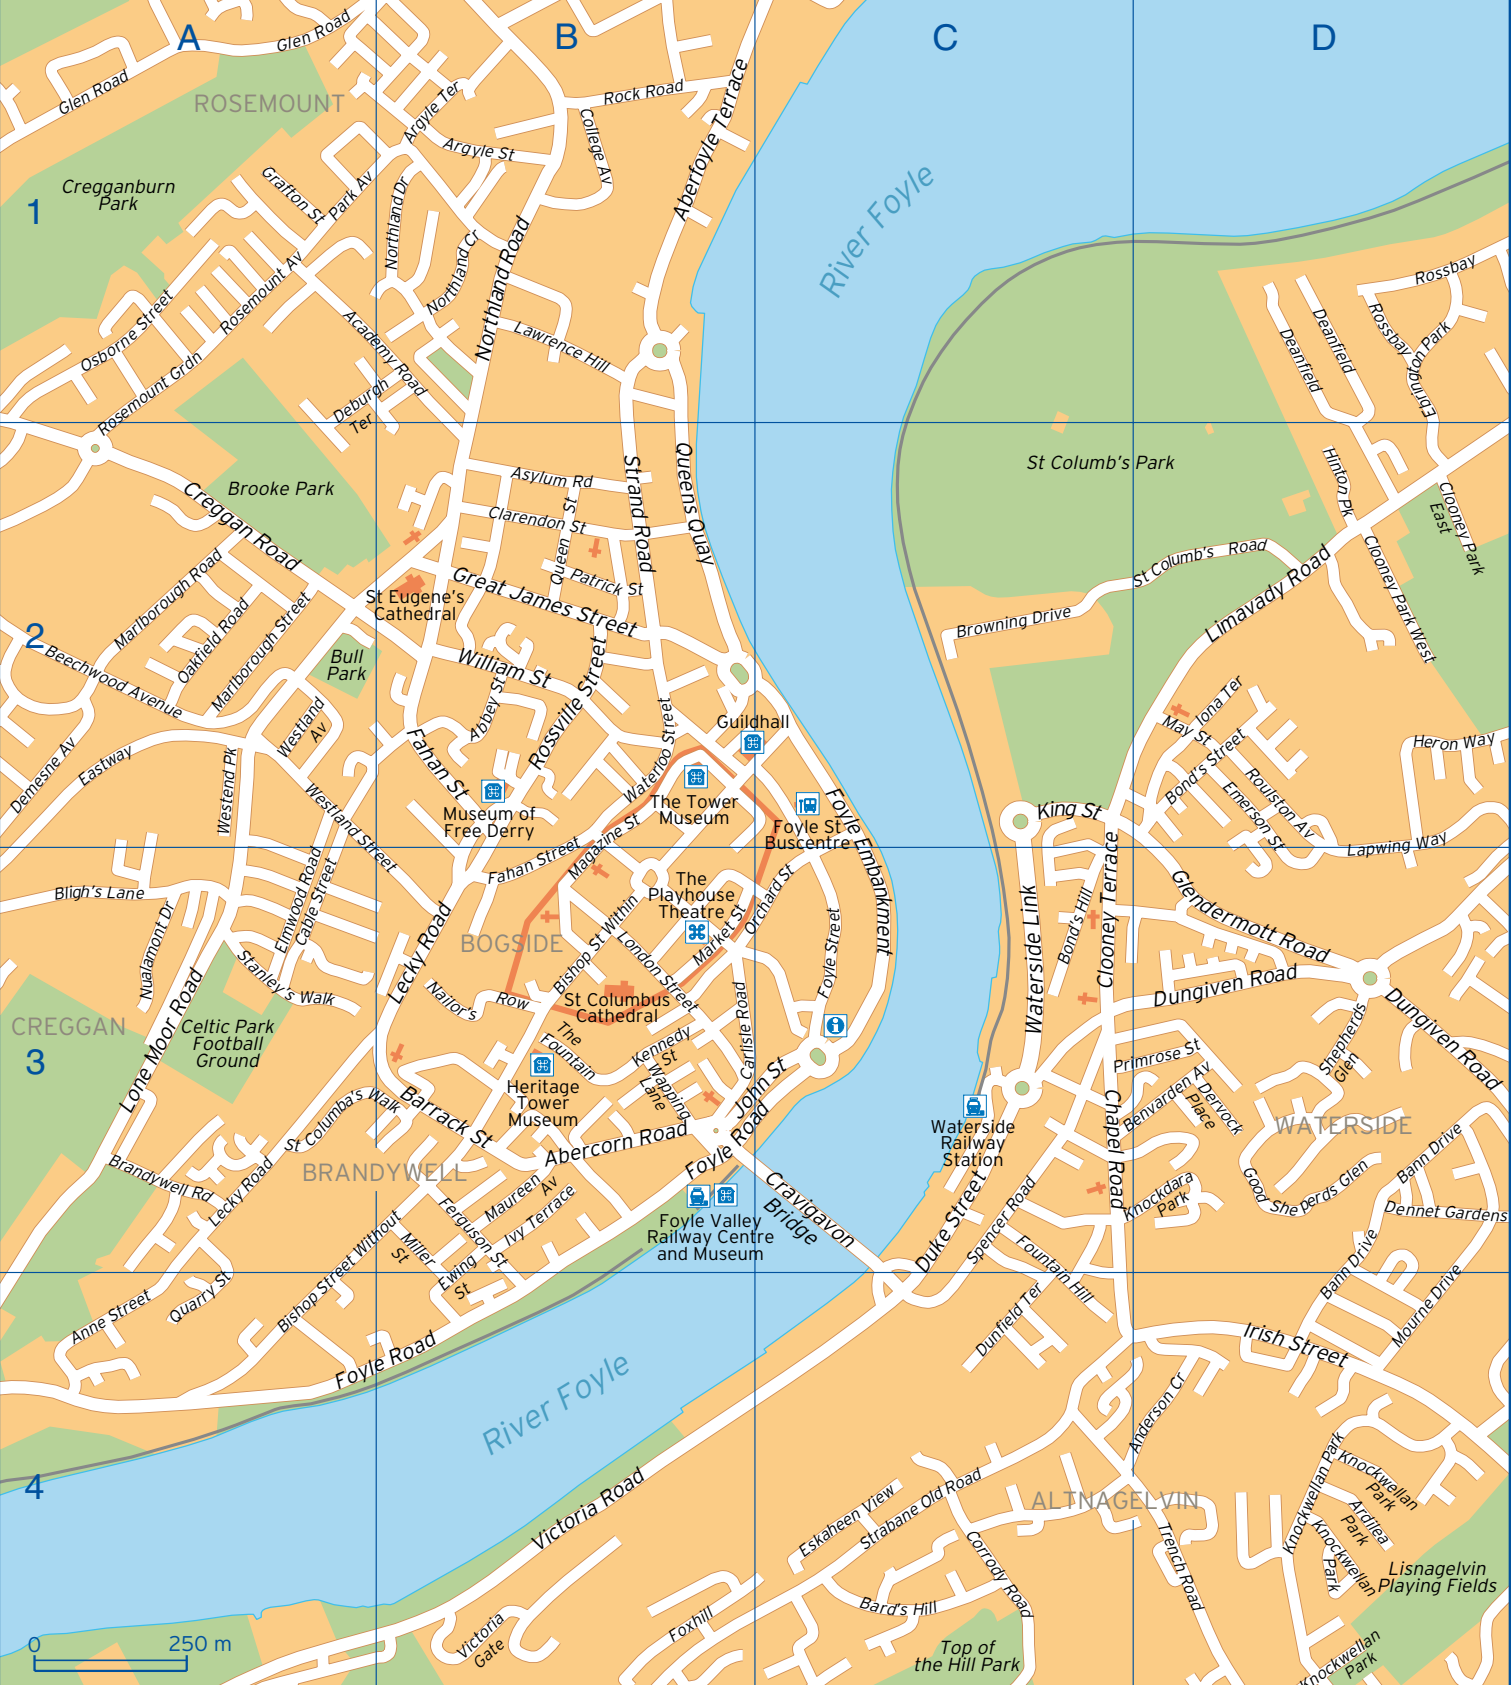 A
B
C
D
1
2
3
4
Glen Road
Glen Road
ROSEMOUNT
Cregganburn
Park
Grafton St
Park Av
Argyle Ter
Argyle St
Rock Road
College Av
Aberfoyle Terrace
Northland Dr
Northland Cr
Northland Road
Rosemount Av
Osborne Street
Rosemount Grdn
Academy Road
Deburgh
Ter
Lawrence Hill
River Foyle
Rossbay
Rossbay
Deanfield
Deanfield
Ebrington Park
Brooke Park
Creggan Road
Asylum Rd
Clarendon St
Queen St
Patrick St
Strand Road
Queens Quay
Great James Street
St Eugene's
Cathedral
Marlborough Road
Oakfield Road
Marlborough Street
Beechwood Avenue
Bull
Park
William St
Abbey St
Rossville Street
Fahan St
Westland
Av
Demesne Av
Eastway
Westend Pk
Westland Street
Waterloo Street
Guildhall
The Tower
Museum
Museum of
Free Derry
Foyle St
Buscentre
Foyle Embankment
St Columb's Park
Hinton Pk
Clooney Park
East
Clooney Park West
St Columb's Road
Browning Drive
Limavady Road
Iona Ter
May St
Bond's Street
Roulston Av
Emerson St
Heron Way
Lapwing Way
King St
Fahan Street
Magazine St
Bligh's Lane
Elmwood Road
Cable Street
Nualamont Dr
Stanley's Walk
Lecky Road
BOGSIDE
The
Playhouse
Theatre
Bishop St Within
London Street
Market St
Orchard St
Foyle Street
Nailor's Row
St Columbus
Cathedral
CREGGAN
Celtic Park
Football
Ground
Lone Moor Road
The
Fountain
Kennedy
St
Wapping
Lane
Carlisle Road
Heritage
Tower
Museum
St Columba's Walk
Barrack St
Abercorn Road
John St
Foyle Road
Brandywell Rd
Lecky Road
BRANDYWELL
Maureen
Av
Ivy Terrace
Ferguson St
Miller
St
Ewing
St
Bishop Street Without
Anne Street
Quarry St
Foyle Road
Foyle Valley
Railway Centre
and Museum
Cravigavon
Bridge
Waterside Link
Bond's Hill
Clooney Terrace
Glendermott Road
Dungiven Road
Dungiven Road
Primrose St
Benvarden Av
Dervock
Place
Shepherds
Glen
WATERSIDE
Waterside
Railway
Station
Chapel Road
Duke Street
Spencer Road
Knockdara
Park
Good Sheperds Glen
Bann Drive
Dennet Gardens
Bann Drive
Mourne Drive
Fountain Hill
Dunfield Ter
Irish Street
River Foyle
Anderson Cr
Victoria Road
Eskaheen View
Strabane Old Road
ALTNAGELVIN
Corrody Road
Trench Road
Knockwellan Park
Knockwellan
Park
Ardilea
Park
Knockwellan
Park
Lisnagelvin
Playing Fields
Bard's Hill
Foxhill
Victoria
Gate
Top of
the Hill Park
Knockwellan
Park
0
250 m